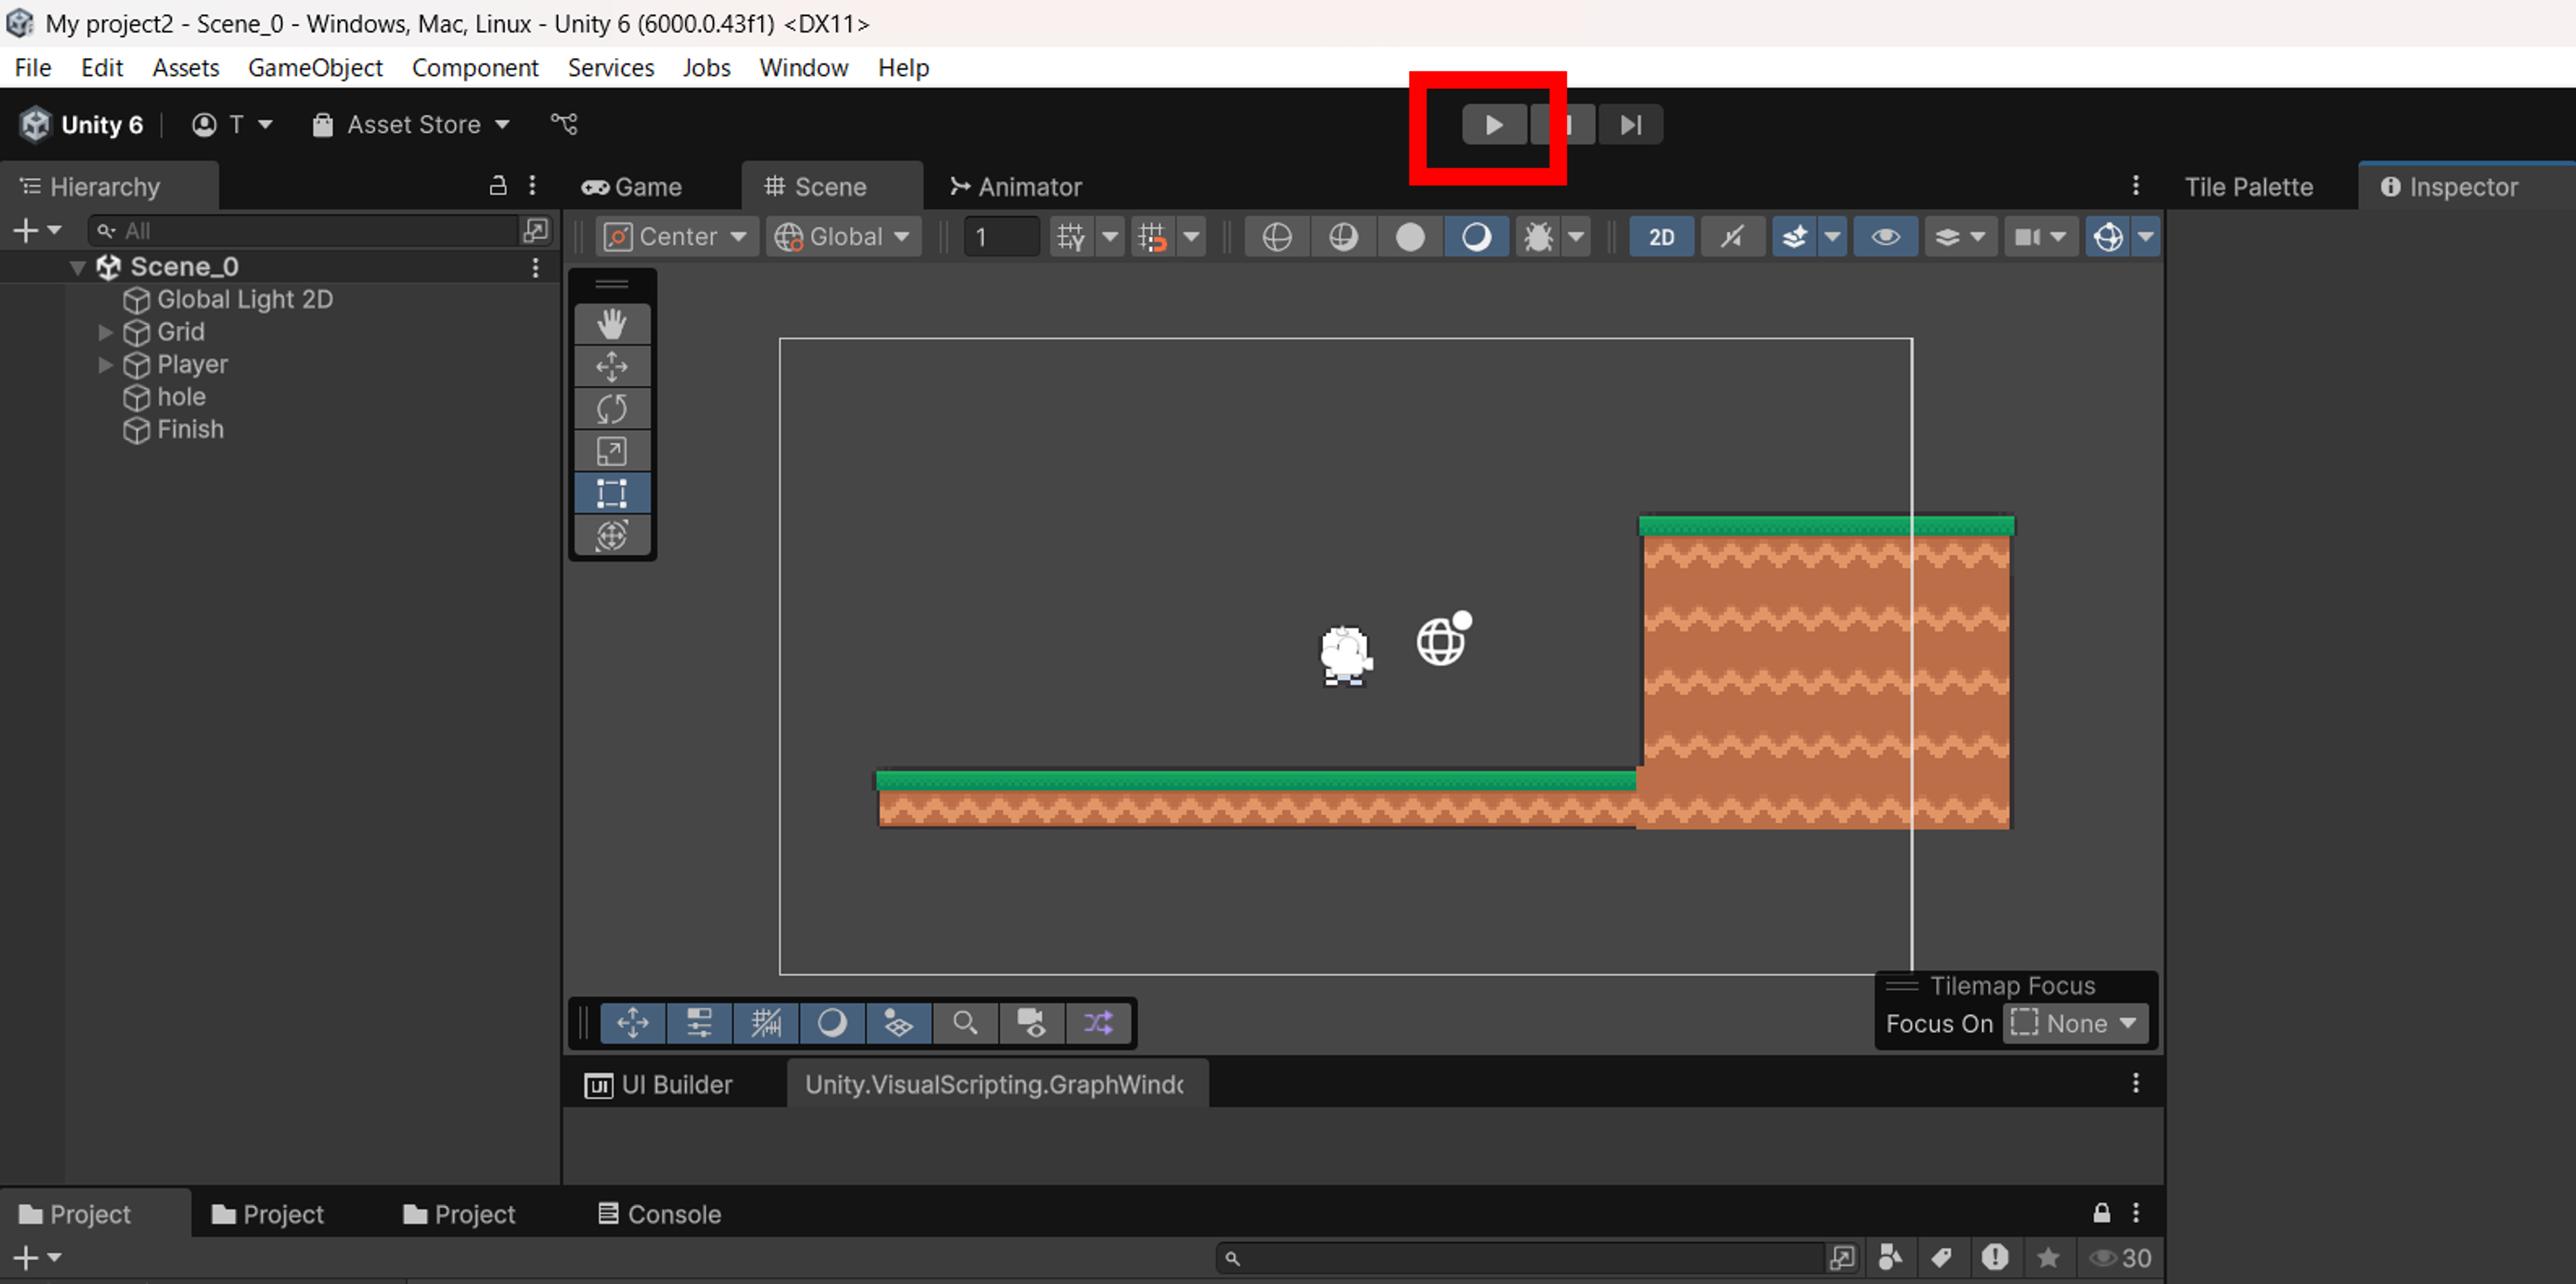 My project2 - Scene_0 - Windows, Mac, Linux - Unity 6 (6000.0.43f1) <DX11>
File Edit Assets GameObject Component Services Jobs Window Help
Unity 6 T Asset Store
Hierarchy
Game Scene Animator
Tile Palette Inspector
All
Center Global 1 2D
Scene_0
Global Light 2D
Grid
Player
hole
Finish
Tilemap Focus
Focus On None
UI Builder Unity.VisualScripting.GraphWind
Project Project Project Console
30